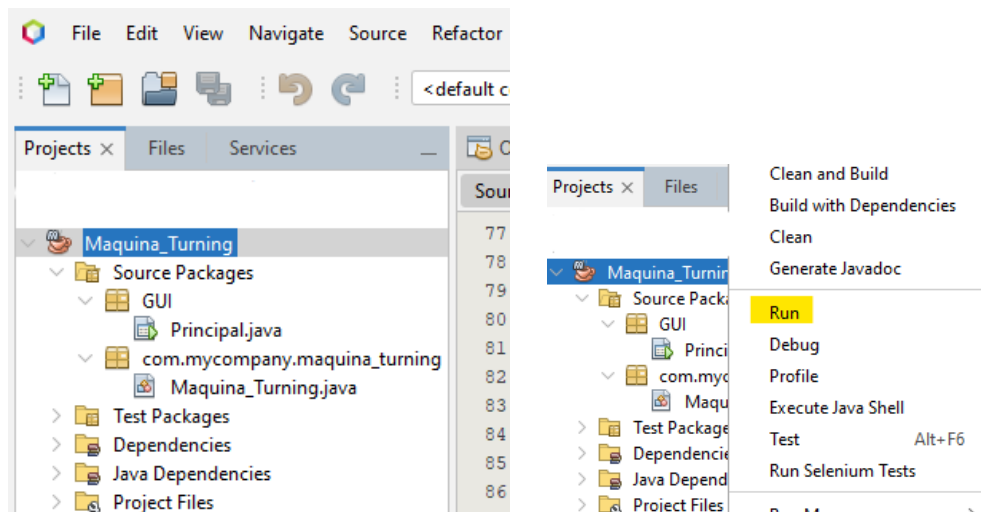 File Edit View Navigate Source Refactor
<default c
Projects Files Services
Sour
77
Maquina_Turning
78
Source Packages
79
GUI
80
Principal.java
81
com.mycompany.maquina_turning
82
Maquina_Turning.java
83
Test Packages
84
Dependencies
85
Java Dependencies
86
Project Files
Projects Files
Maquina_Turnin
Source Packa
GUI
Princi
com.myc
Maqu
Test Package
Dependencie
Java Depend
Project Files
Clean and Build
Build with Dependencies
Clean
Generate Javadoc
Run
Debug
Profile
Execute Java Shell
Test Alt+F6
Run Selenium Tests